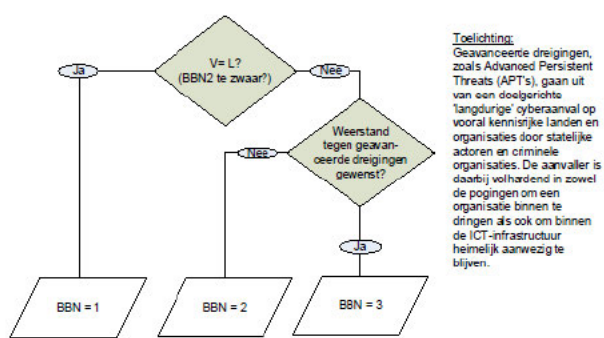 V= L?
(BBN2 te zwaar?)
Ja
Nee
Weerstand
tegen geavan-
ceerde dreigingen
gewenst?
Nee
Ja
BBN = 1
BBN = 2
BBN = 3
Toelichting:
Geavanceerde dreigingen,
zoals Advanced Persistent
Threats (APT's), gaan uit
van een doelgerichte
'langdurige' cyberaanval op
vooral kennisrijke landen en
organisaties door statelijke
actoren en criminele
organisaties. De aanvaller is
daarbij volhardend in zowel
de pogingen om een
organisatie binnen te
dringen als ook om binnen
de ICT-infrastructuur
heimelijk aanwezig te
blijven.